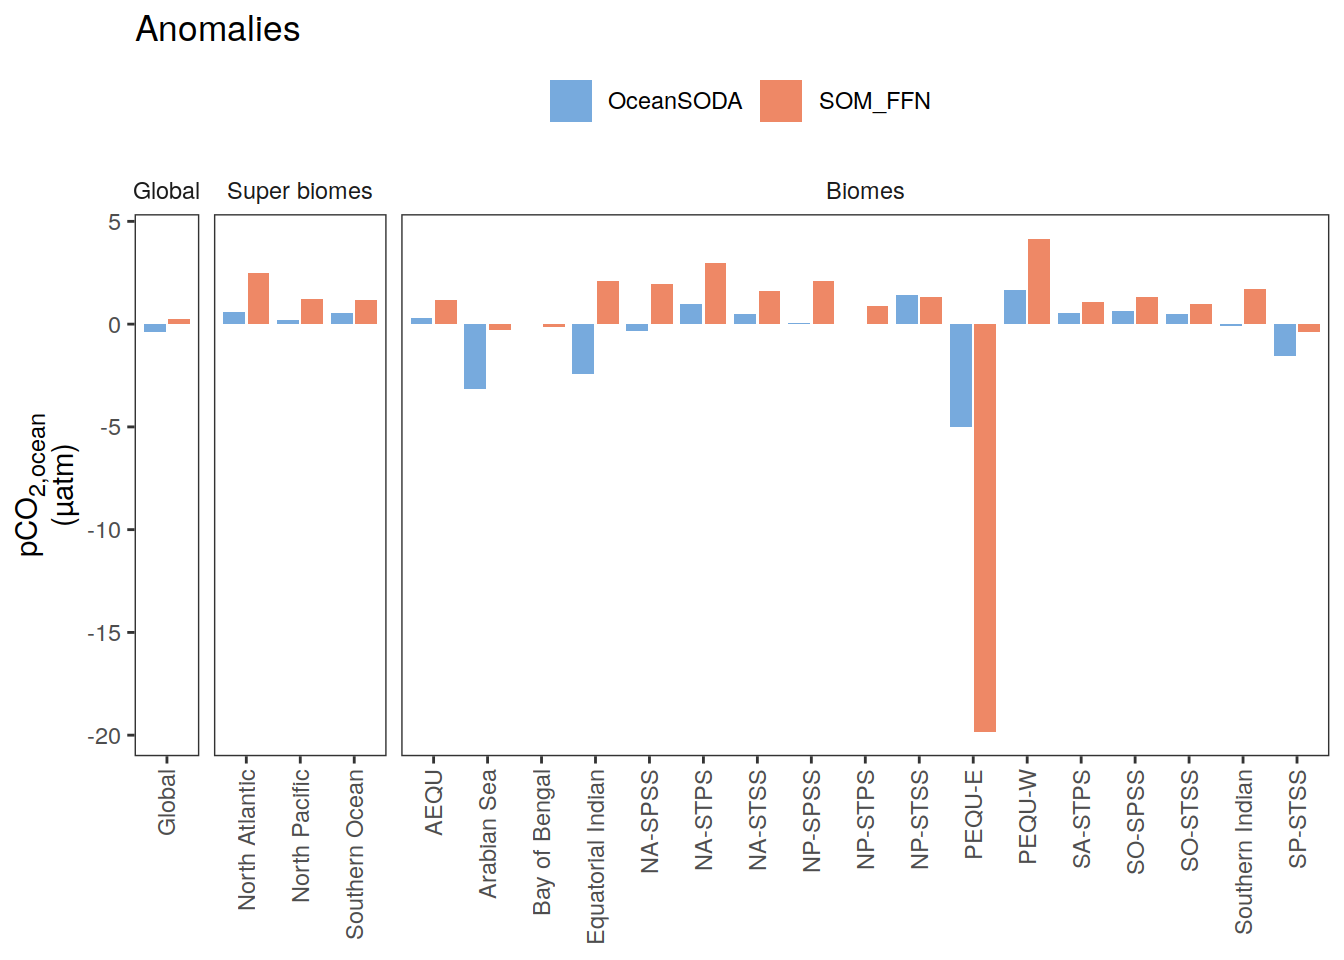 Anomalies
OceanSODA SOM_FFN
Global Super biomes Biomes
5
0
-5
-10
-15
-20
pCO2,ocean
(µatm)
Global
North Atlantic
North Pacific
Southern Ocean
AEQU
Arabian Sea
Bay of Bengal
Equatorial Indian
NA-SPSS
NA-STPS
NA-STSS
NP-SPSS
NP-STPS
NP-STSS
PEQU-E
PEQU-W
SA-STPS
SO-SPSS
SO-STSS
Southern Indian
SP-STSS